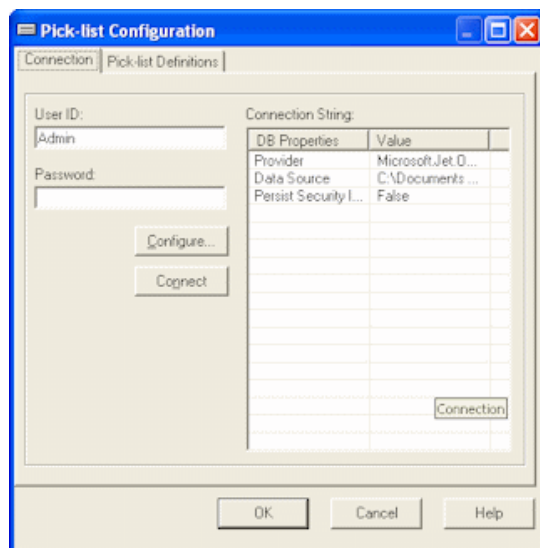 Pick-list Configuration
Connection
Pick-list Definitions
User ID:
Admin
Password:
Configure...
Connect
Connection String:
DB Properties Value
Provider Microsoft.Jet.O...
Data Source C:\Documents ...
Persist Security I... False
Connection
OK Cancel Help